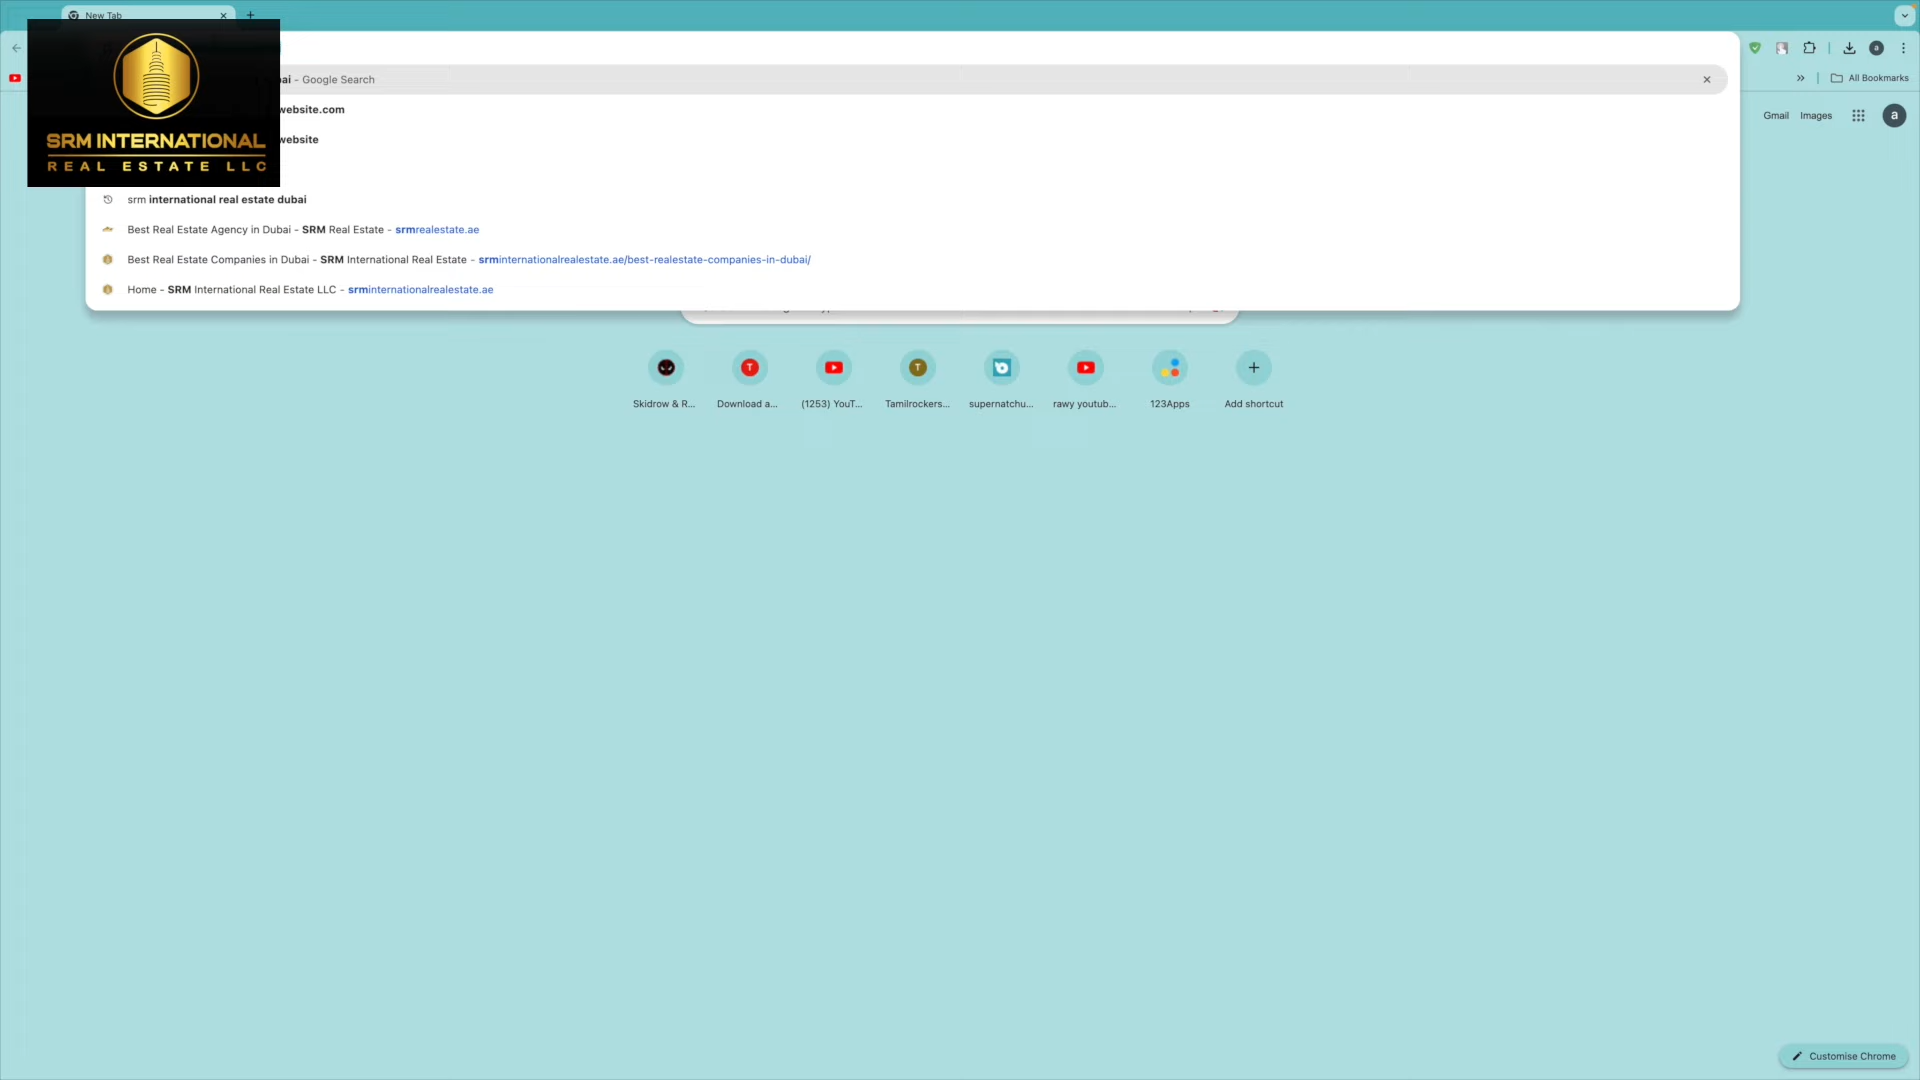 New Tab
SRM INTERNATIONAL
REAL ESTATE LLC
ai - Google Search
website.com
website
srm international real estate dubai
Best Real Estate Agency in Dubai - SRM Real Estate - srmrealestate.ae
Best Real Estate Companies in Dubai - SRM International Real Estate - srminternationalrealestate.ae/best-realestate-companies-in-dubai/
Home - SRM International Real Estate LLC - srminternationalrealestate.ae
a
All Bookmarks
Gmail Images a
T T
Skidrow & R... Download a... (1253) YouT... Tamilrockers... supernatchu... rawy youtub... 123Apps Add shortcut
Customise Chrome